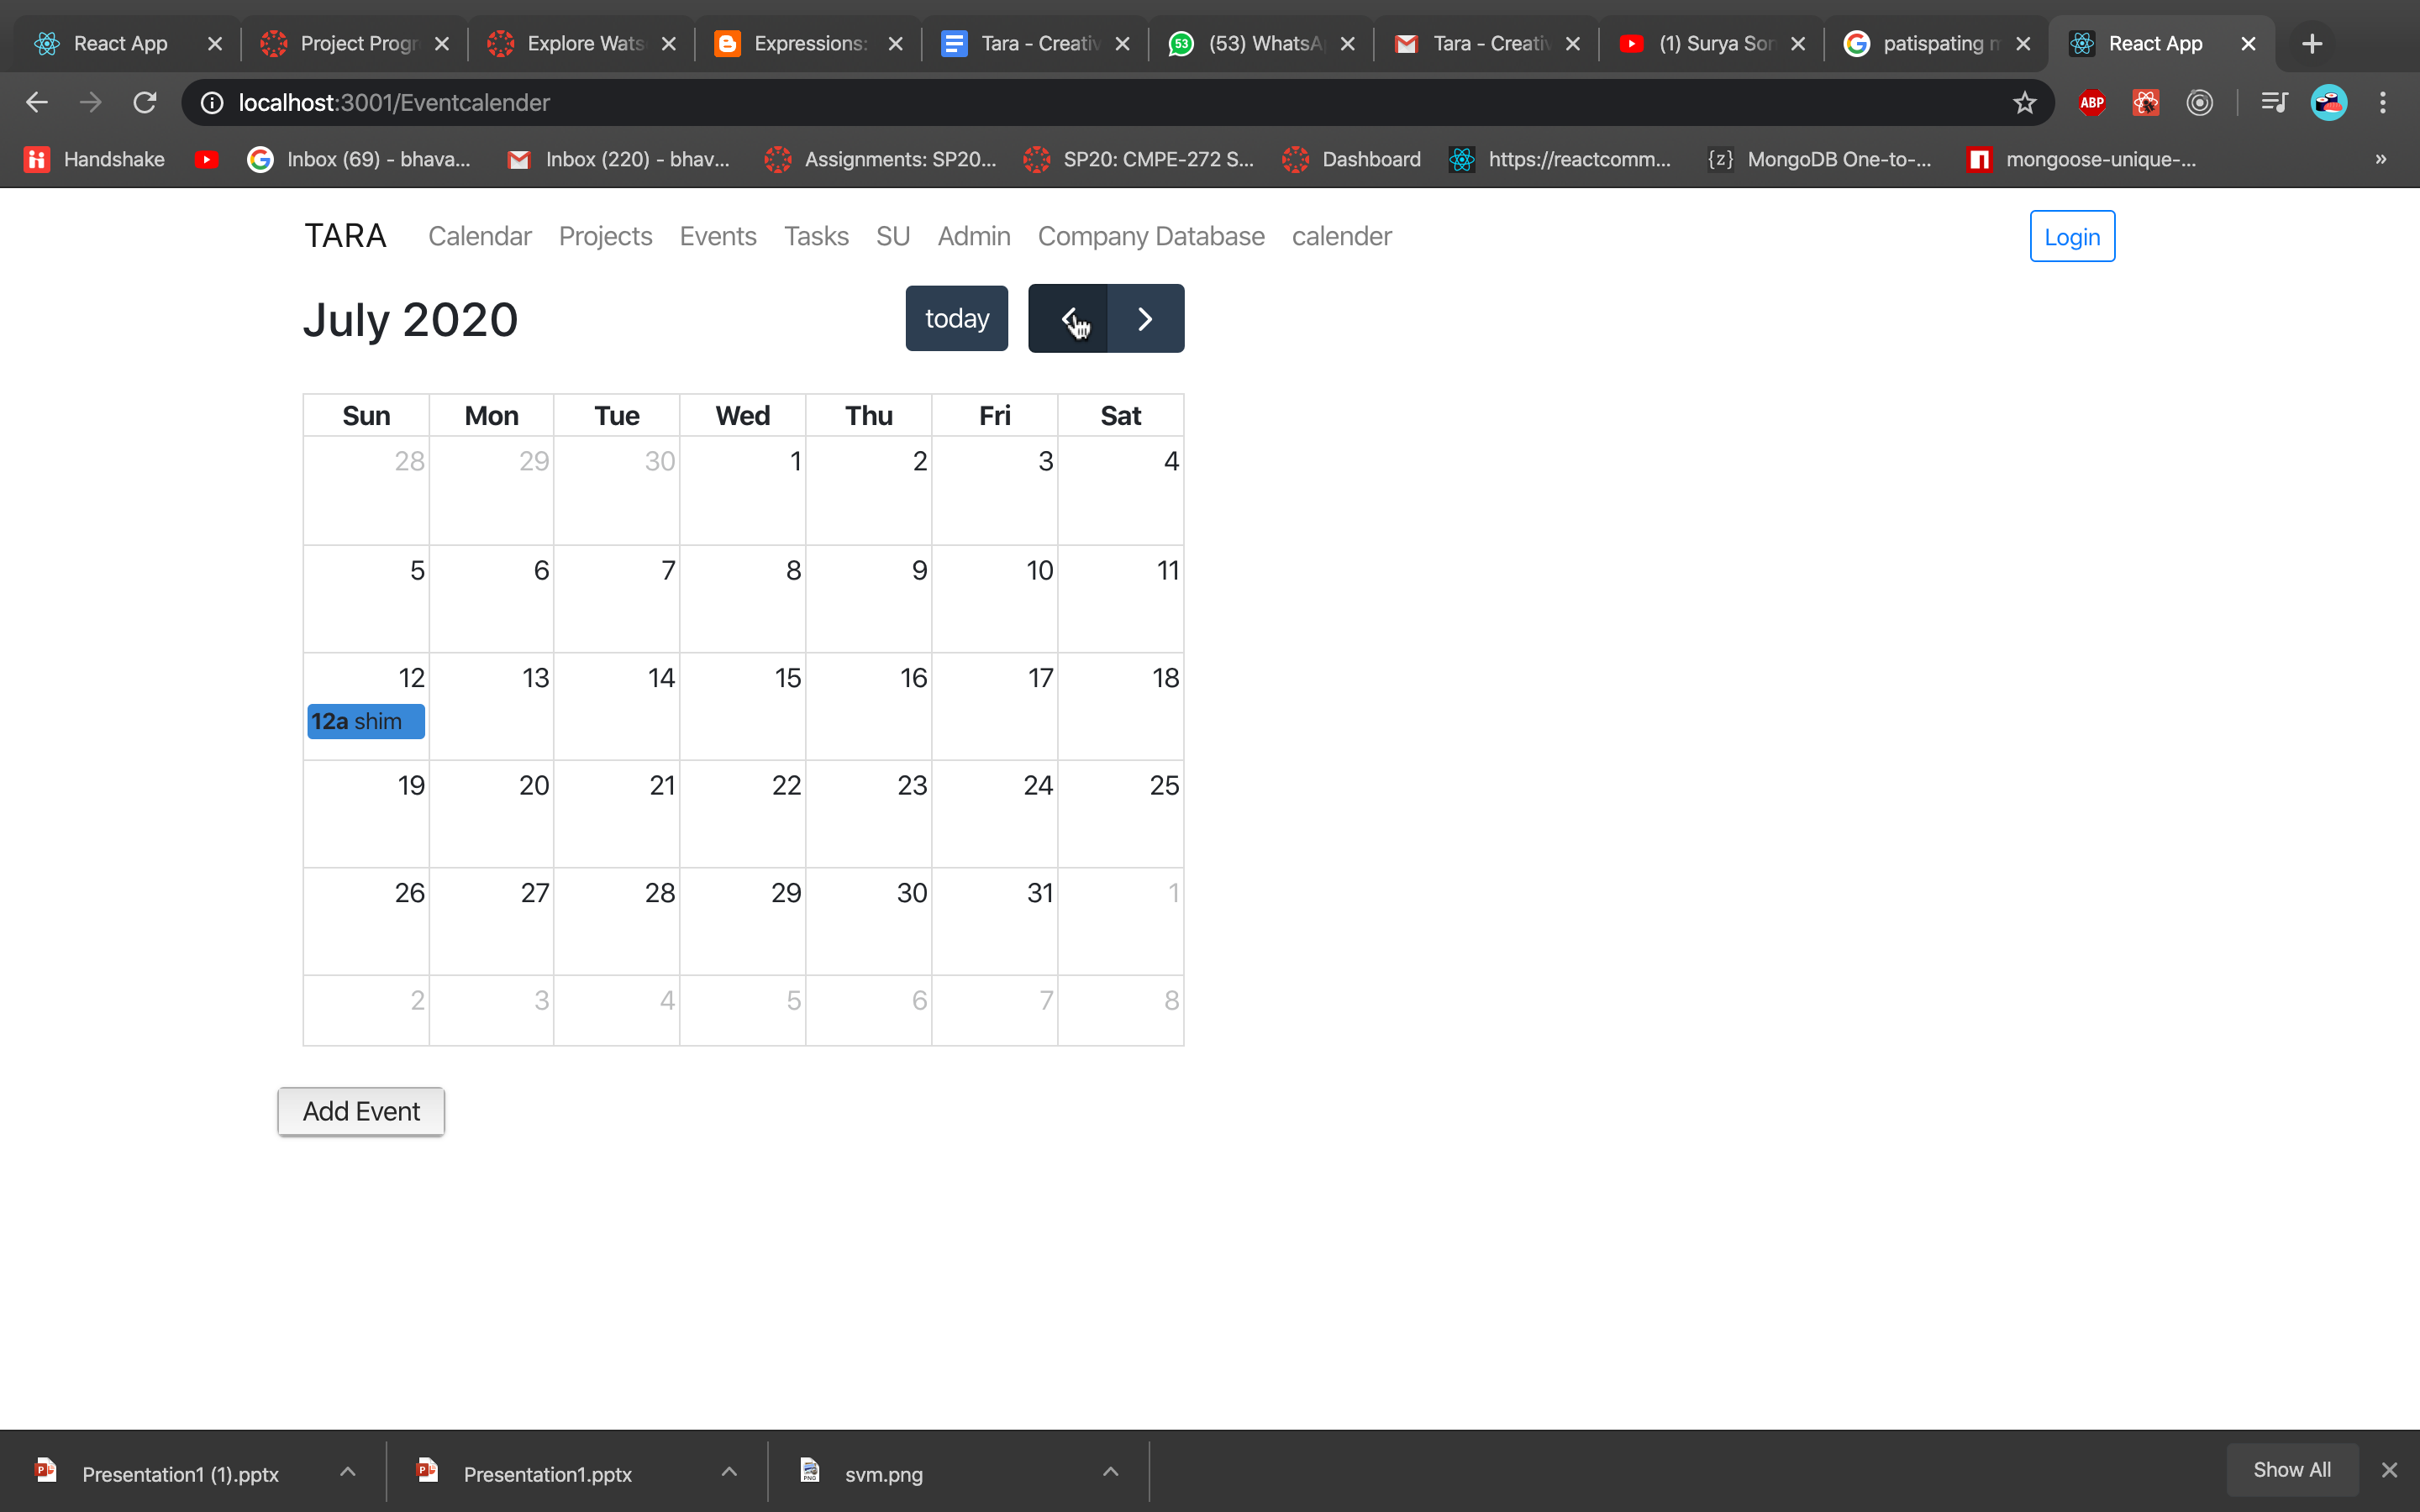 React App
Project Progr
Explore Wats
Expressions:
Tara - Creativ
53 (53) WhatsA
Tara - Creativ
(1) Surya Son
patispating m
React App
localhost:3001/Eventcalender
ABP
Handshake
Inbox (69) - bhava...
Inbox (220) - bhav...
Assignments: SP20...
SP20: CMPE-272 S...
Dashboard
https://reactcomm...
{z} MongoDB One-to-...
mongoose-unique-...
»
TARA Calendar Projects Events Tasks SU Admin Company Database calender Login
July 2020 today
Sun Mon Tue Wed Thu Fri Sat
28 29 30 1 2 3 4
5 6 7 8 9 10 11
12 13 14 15 16 17 18
12a shim
19 20 21 22 23 24 25
26 27 28 29 30 31 1
2 3 4 5 6 7 8
Add Event
Presentation1 (1).pptx
Presentation1.pptx
svm.png
Show All